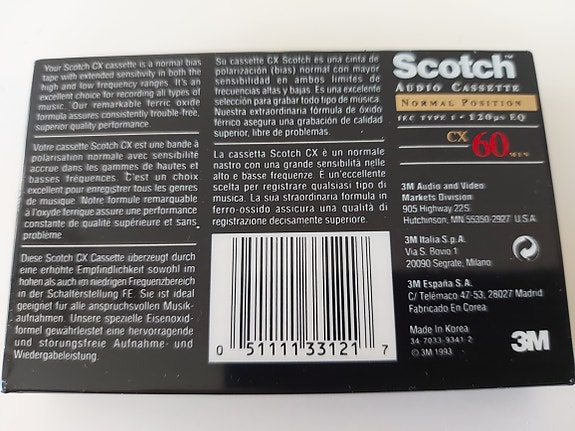 Your Scotch CX cassette is a normal bias
tape with extended sensitivity in both the
high and low frequency ranges. It's an
excellent choice for recording all types of
music. Our remarkable ferric oxide
formula assures consistently trouble-free,
superior quality performance.
Votre cassette Scotch CX est une bande à
polarisation normale avec sensibilité
accrue dans les gammes de hautes et
basses fréquences. C'est un choix
excellent pour enregistrer tous les genres
de musique. Notre formule remarquable
à l'oxyde ferrique assure une performance
constante de qualité supérieure et sans
problème.
Diese Scotch CX Cassette überzeugt durch
eine erhöhte Empfindlichkeit sowohl im
hohen als auch im niedrigen Frequenzbereich
in der Schalterstellung FE. Sie ist ideal
geeignet für alle anspruchsvollen Musik-
aufnahmen. Unsere spezielle Eisenoxid-
formel gewährleistet eine hervorragende
und störungsfreie Aufnahme- und
Wiedergabeleistung.
Su cassette CX Scotch es una cinta de
polarización (bias) normal con mayor
sensibilidad en ambos límites de
frecuencias altas y bajas. Es una excelente
selección para grabar todo tipo de música.
Nuestra extraordinaria fórmula de óxido
férrico asegura una grabación de calidad
superior, libre de problemas.
La cassetta Scotch CX è un normale
nastro con una grande sensibilità nelle
alto e basse frequenze. È un'eccellente
scelta per registrare qualsiasi tipo di
musica. La sua straordinaria formula in
ferro-ossido assicura una qualità di
registrazione decisamente superiore.
0 51111 33121 7
Scotch™
AUDIO CASSETTE
NORMAL POSITION
IEC TYPE I • 120µs EQ
CX 60 MIN
3M Audio and Video
Markets Division
905 Highway 22S
Hutchinson, MN 55350-2927 U.S.A.
3M Italia S.p.A.
Via S. Bovio 1
20090 Segrate, Milano
3M España S.A.
C/ Telémaco 47-53, 28027 Madrid
Fabricado En Corea
Made In Korea
34-7033-9341-2
© 3M 1993
3M